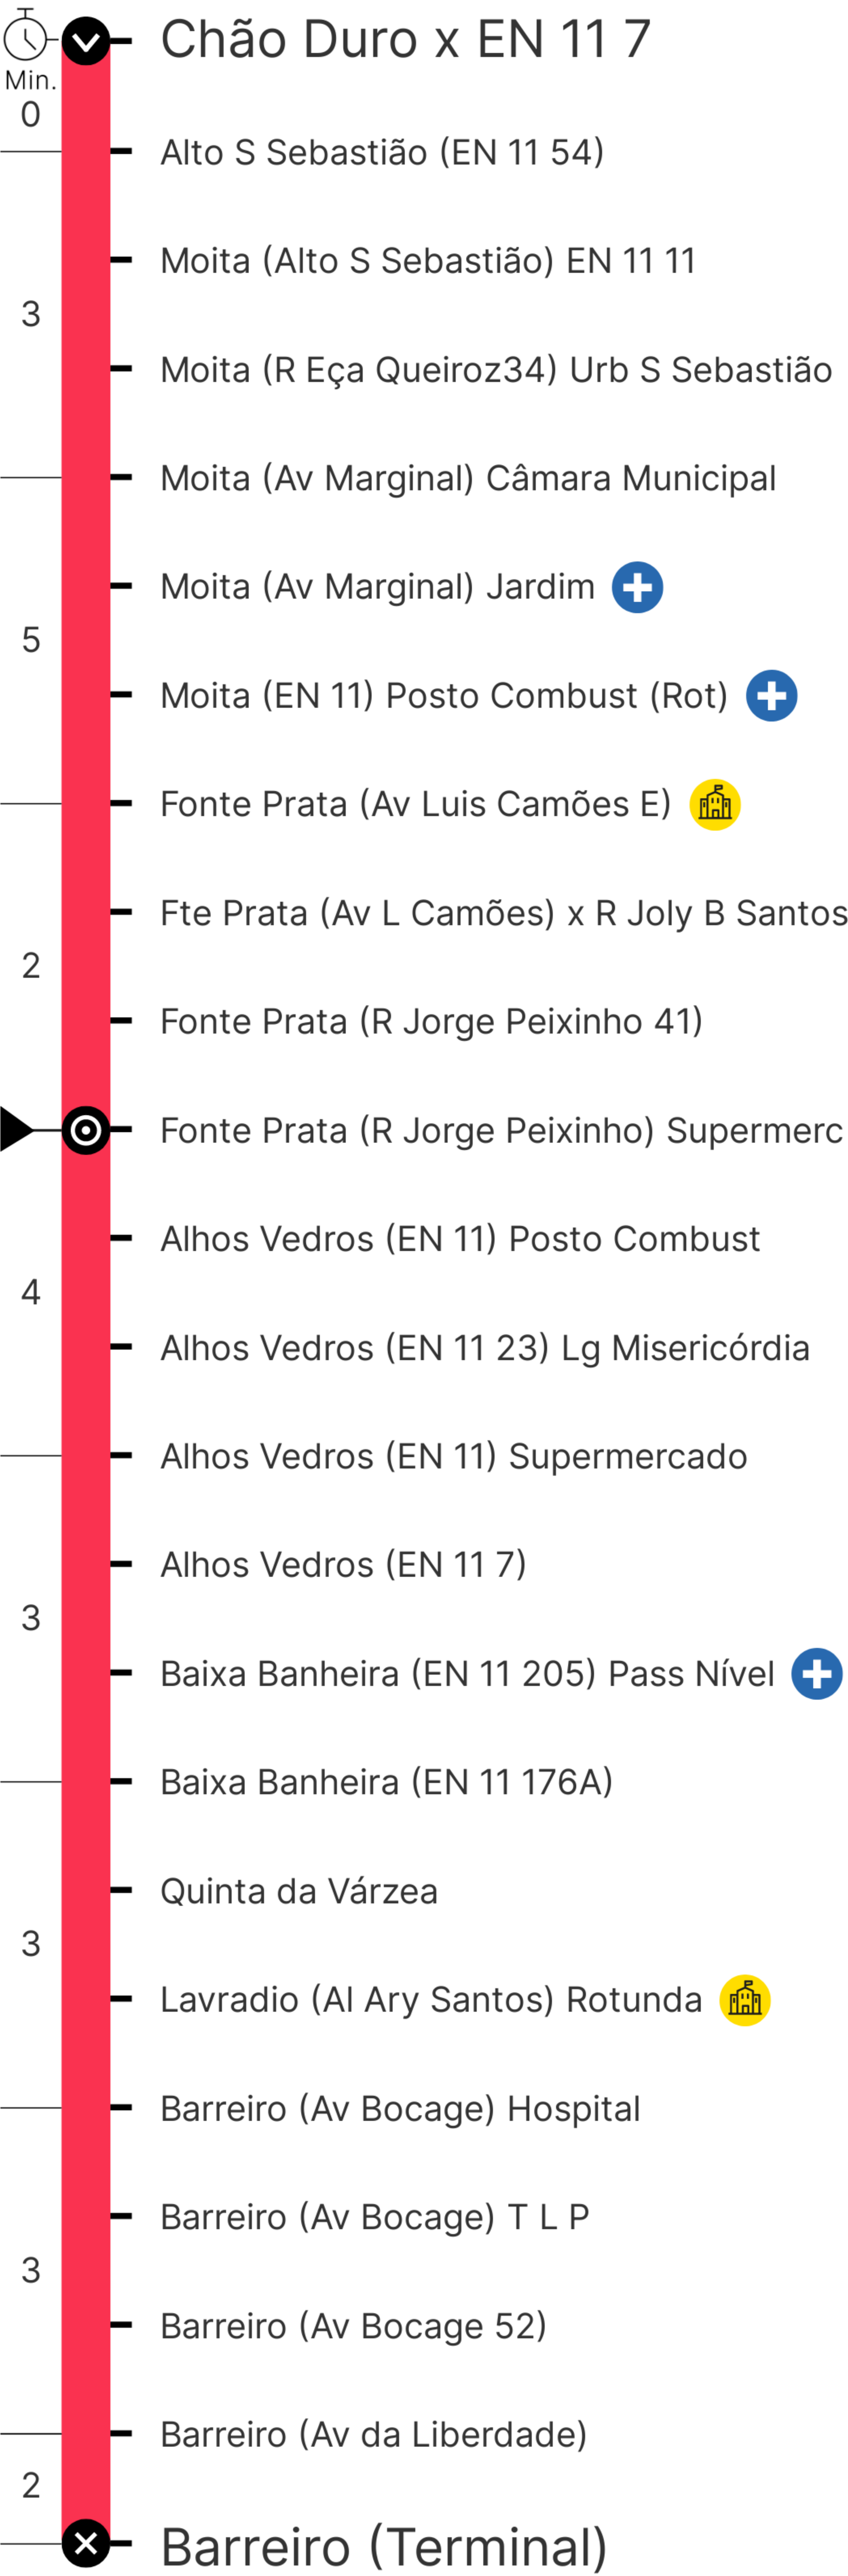 Chão Duro x EN 11 7
Min.
0
Alto S Sebastião (EN 11 54)
Moita (Alto S Sebastião) EN 11 11
3
Moita (R Eça Queiroz34) Urb S Sebastião
Moita (Av Marginal) Câmara Municipal
Moita (Av Marginal) Jardim
5
Moita (EN 11) Posto Combust (Rot)
Fonte Prata (Av Luis Camões E)
Fte Prata (Av L Camões) x R Joly B Santos
2
Fonte Prata (R Jorge Peixinho 41)
Fonte Prata (R Jorge Peixinho) Supermerc
Alhos Vedros (EN 11) Posto Combust
4
Alhos Vedros (EN 11 23) Lg Misericórdia
Alhos Vedros (EN 11) Supermercado
Alhos Vedros (EN 11 7)
3
Baixa Banheira (EN 11 205) Pass Nível
Baixa Banheira (EN 11 176A)
Quinta da Várzea
3
Lavradio (Al Ary Santos) Rotunda
Barreiro (Av Bocage) Hospital
Barreiro (Av Bocage) T L P
3
Barreiro (Av Bocage 52)
Barreiro (Av da Liberdade)
2
Barreiro (Terminal)